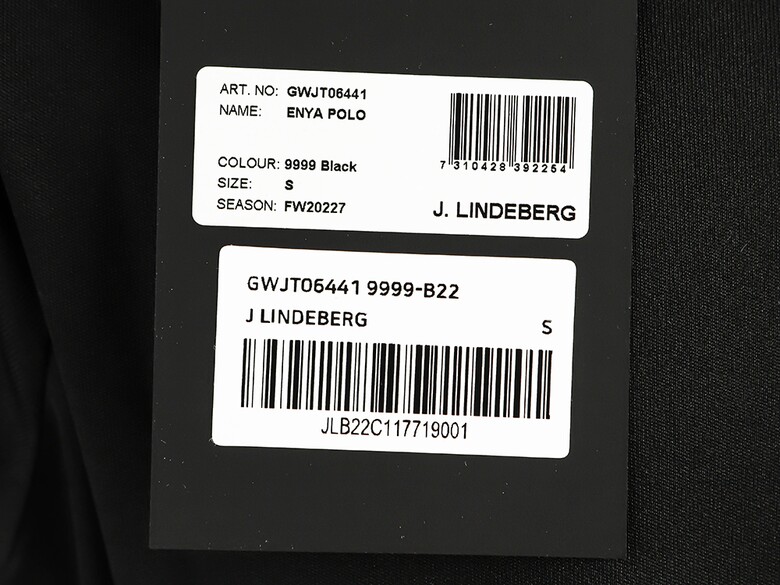 ART. NO: GWJT06441
NAME: ENYA POLO
COLOUR: 9999 Black
SIZE: S
SEASON: FW20227
7 310428 392254
J. LINDEBERG
GWJT06441 9999-B22
J LINDEBERG S
JLB22C117719001